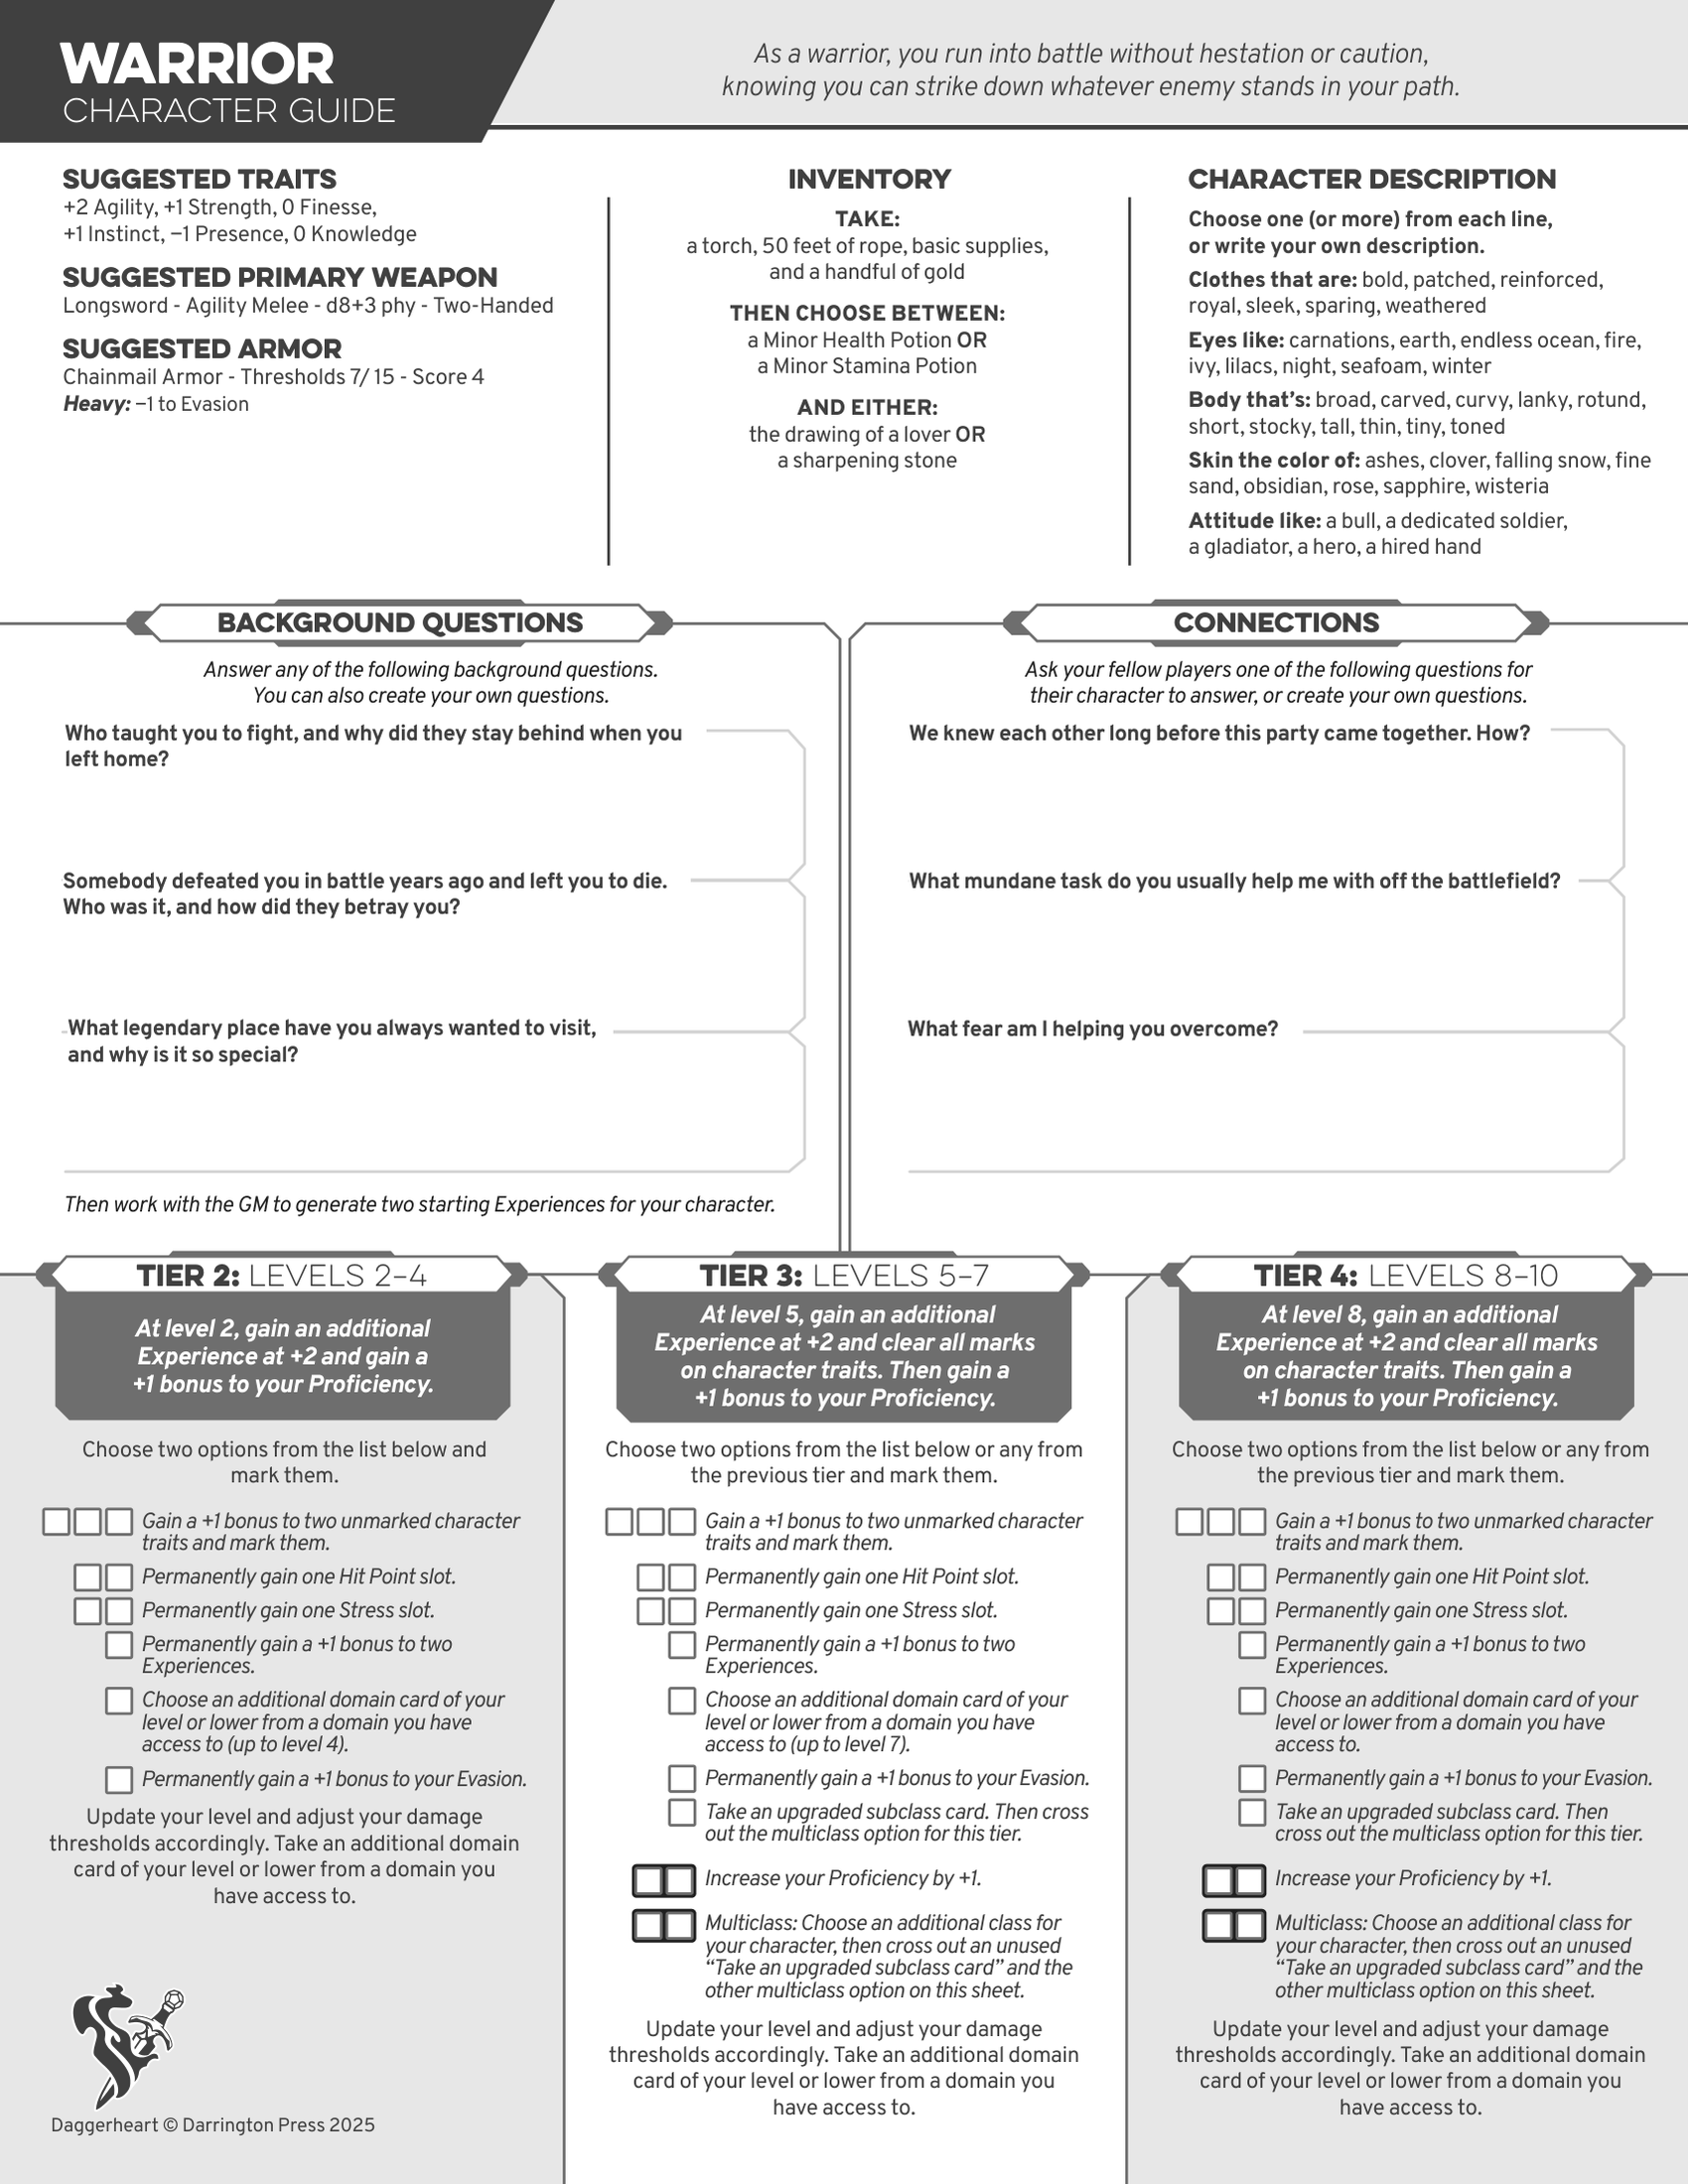 WARRIOR
CHARACTER GUIDE
As a warrior, you run into battle without hestation or caution,
knowing you can strike down whatever enemy stands in your path.
SUGGESTED TRAITS
+2 Agility, +1 Strength, 0 Finesse,
+1 Instinct, −1 Presence, 0 Knowledge
SUGGESTED PRIMARY WEAPON
Longsword - Agility Melee - d8+3 phy - Two-Handed
SUGGESTED ARMOR
Chainmail Armor - Thresholds 7/ 15 - Score 4
Heavy: −1 to Evasion
INVENTORY
TAKE:
a torch, 50 feet of rope, basic supplies,
and a handful of gold
THEN CHOOSE BETWEEN:
a Minor Health Potion OR
a Minor Stamina Potion
AND EITHER:
the drawing of a lover OR
a sharpening stone
CHARACTER DESCRIPTION
Choose one (or more) from each line,
or write your own description.
Clothes that are: bold, patched, reinforced,
royal, sleek, sparing, weathered
Eyes like: carnations, earth, endless ocean, fire,
ivy, lilacs, night, seafoam, winter
Body that's: broad, carved, curvy, lanky, rotund,
short, stocky, tall, thin, tiny, toned
Skin the color of: ashes, clover, falling snow, fine
sand, obsidian, rose, sapphire, wisteria
Attitude like: a bull, a dedicated soldier,
a gladiator, a hero, a hired hand
BACKGROUND QUESTIONS
Answer any of the following background questions.
You can also create your own questions.
Who taught you to fight, and why did they stay behind when you
left home?
Somebody defeated you in battle years ago and left you to die.
Who was it, and how did they betray you?
What legendary place have you always wanted to visit,
and why is it so special?
Then work with the GM to generate two starting Experiences for your character.
CONNECTIONS
Ask your fellow players one of the following questions for
their character to answer, or create your own questions.
We knew each other long before this party came together. How?
What mundane task do you usually help me with off the battlefield?
What fear am I helping you overcome?
TIER 2: LEVELS 2–4
At level 2, gain an additional
Experience at +2 and gain a
+1 bonus to your Proficiency.
Choose two options from the list below and
mark them.
Gain a +1 bonus to two unmarked character
traits and mark them.
Permanently gain one Hit Point slot.
Permanently gain one Stress slot.
Permanently gain a +1 bonus to two
Experiences.
Choose an additional domain card of your
level or lower from a domain you have
access to (up to level 4).
Permanently gain a +1 bonus to your Evasion.
Update your level and adjust your damage
thresholds accordingly. Take an additional domain
card of your level or lower from a domain you
have access to.
Daggerheart © Darrington Press 2025
TIER 3: LEVELS 5–7
At level 5, gain an additional
Experience at +2 and clear all marks
on character traits. Then gain a
+1 bonus to your Proficiency.
Choose two options from the list below or any from
the previous tier and mark them.
Gain a +1 bonus to two unmarked character
traits and mark them.
Permanently gain one Hit Point slot.
Permanently gain one Stress slot.
Permanently gain a +1 bonus to two
Experiences.
Choose an additional domain card of your
level or lower from a domain you have
access to (up to level 7).
Permanently gain a +1 bonus to your Evasion.
Take an upgraded subclass card. Then cross
out the multiclass option for this tier.
Increase your Proficiency by +1.
Multiclass: Choose an additional class for
your character, then cross out an unused
“Take an upgraded subclass card” and the
other multiclass option on this sheet.
Update your level and adjust your damage
thresholds accordingly. Take an additional domain
card of your level or lower from a domain you
have access to.
TIER 4: LEVELS 8–10
At level 8, gain an additional
Experience at +2 and clear all marks
on character traits. Then gain a
+1 bonus to your Proficiency.
Choose two options from the list below or any from
the previous tier and mark them.
Gain a +1 bonus to two unmarked character
traits and mark them.
Permanently gain one Hit Point slot.
Permanently gain one Stress slot.
Permanently gain a +1 bonus to two
Experiences.
Choose an additional domain card of your
level or lower from a domain you have
access to.
Permanently gain a +1 bonus to your Evasion.
Take an upgraded subclass card. Then
cross out the multiclass option for this tier.
Increase your Proficiency by +1.
Multiclass: Choose an additional class for
your character, then cross out an unused
“Take an upgraded subclass card” and the
other multiclass option on this sheet.
Update your level and adjust your damage
thresholds accordingly. Take an additional domain
card of your level or lower from a domain you
have access to.